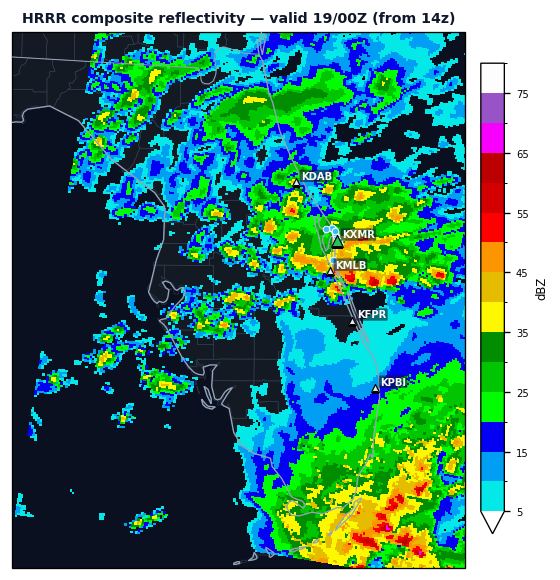 HRRR composite reflectivity — valid 19/00Z (from 14z)
KDAB
KXMR
KMLB
KFPR
KPBI
75
65
55
45
35
25
15
5
dBZ